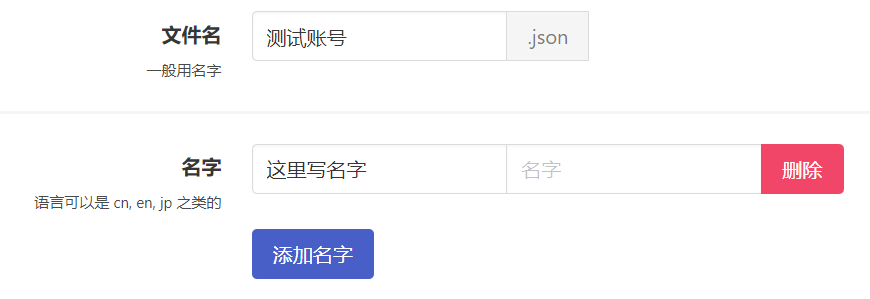 文件名
测试账号 .json
一般用名字
名字
这里写名字 名字 删除
语言可以是 cn, en, jp 之类的
添加名字